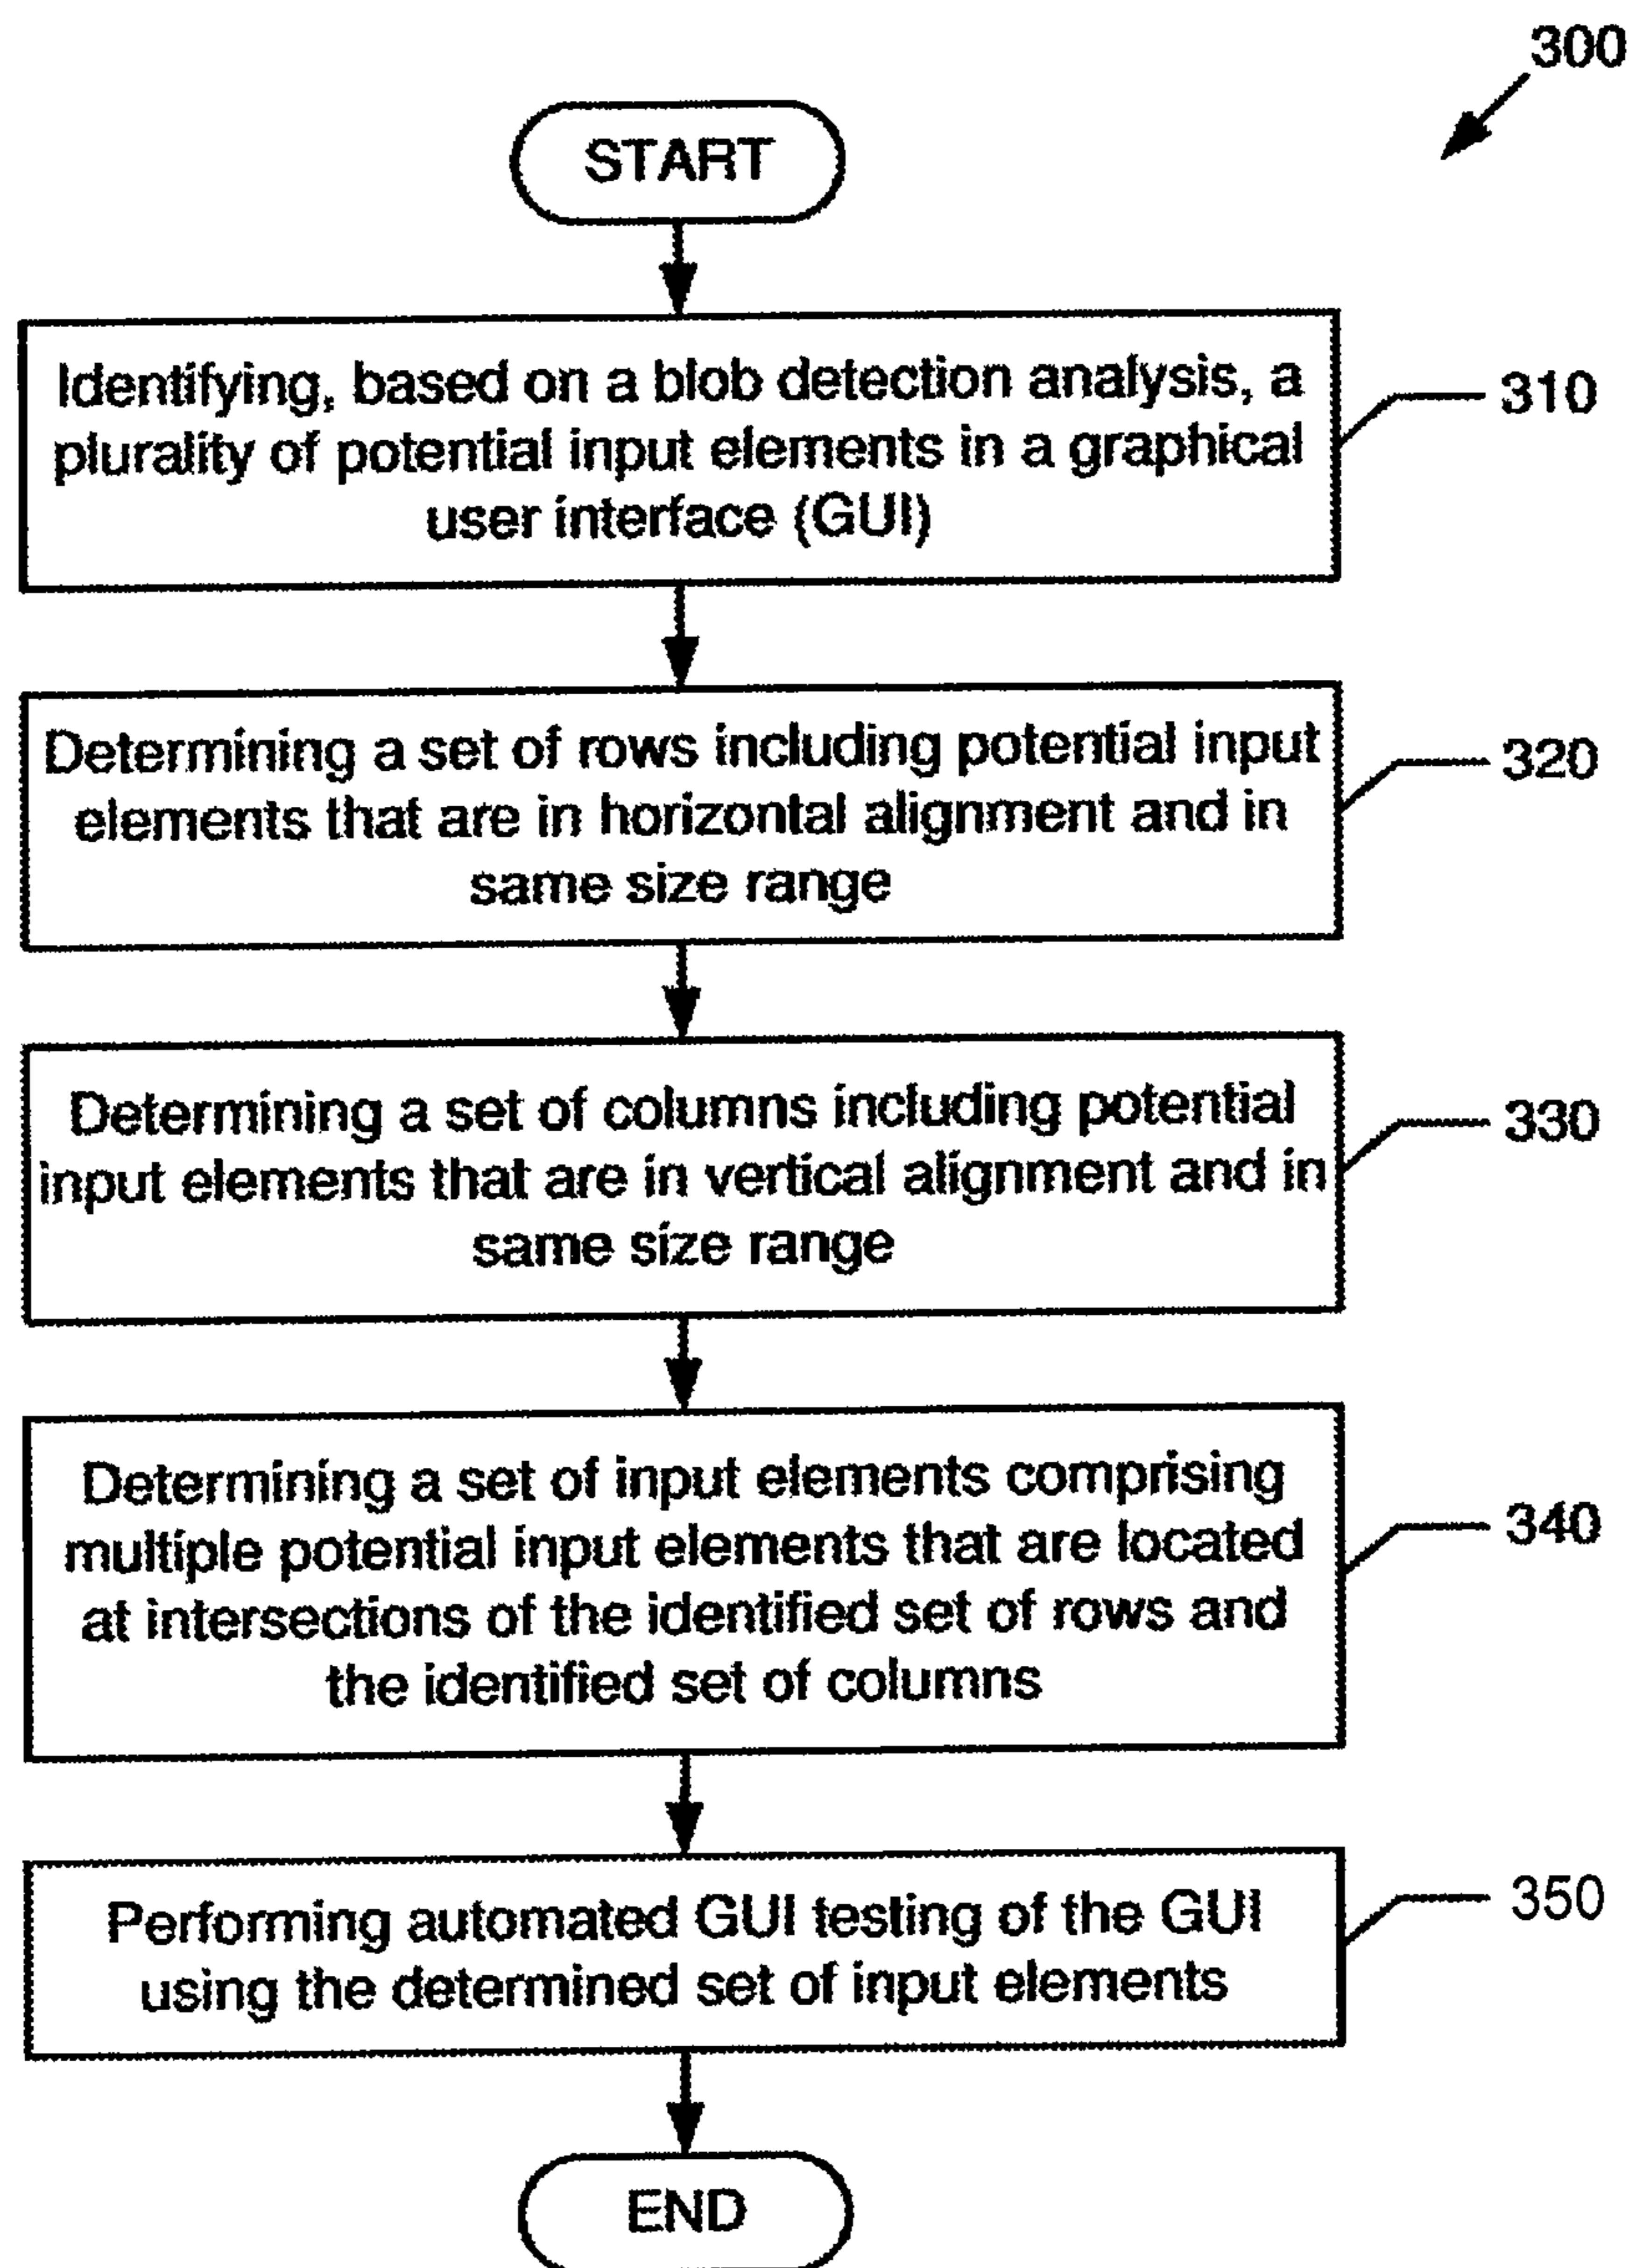 300
START
Identifying, based on a blob detection analysis, a
plurality of potential input elements in a graphical
user interface (GUI)
310
Determining a set of rows including potential input
elements that are in horizontal alignment and in
same size range
320
Determining a set of columns including potential
input elements that are in vertical alignment and in
same size range
330
Determining a set of input elements comprising
multiple potential input elements that are located
at intersections of the identified set of rows and
the identified set of columns
340
Performing automated GUI testing of the GUI
using the determined set of input elements
350
END